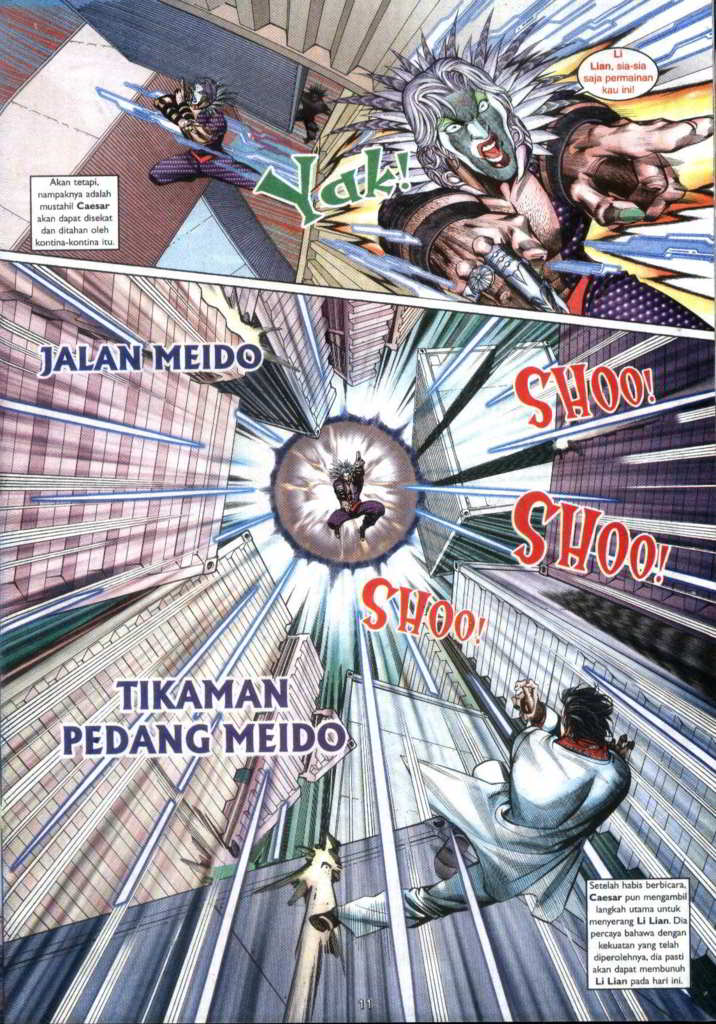 Li
Lian, sia-sia
saja permainan
kau ini!
Yak!
Akan tetapi,
nampaknya adalah
mustahil Caesar
akan dapat disekat
dan ditahan oleh
kontina-kontina itu.
JALAN MEIDO
SHOO!
SHOO!
SHOO!
TIKAMAN
PEDANG MEIDO
Setelah habis berbicara,
Caesar pun mengambil
langkah utama untuk
menyerang Li Lian. Dia
percaya bahawa dengan
kekuatan yang telah
diperolehnya, dia pasti
akan dapat membunuh
Li Lian pada hari ini.
11